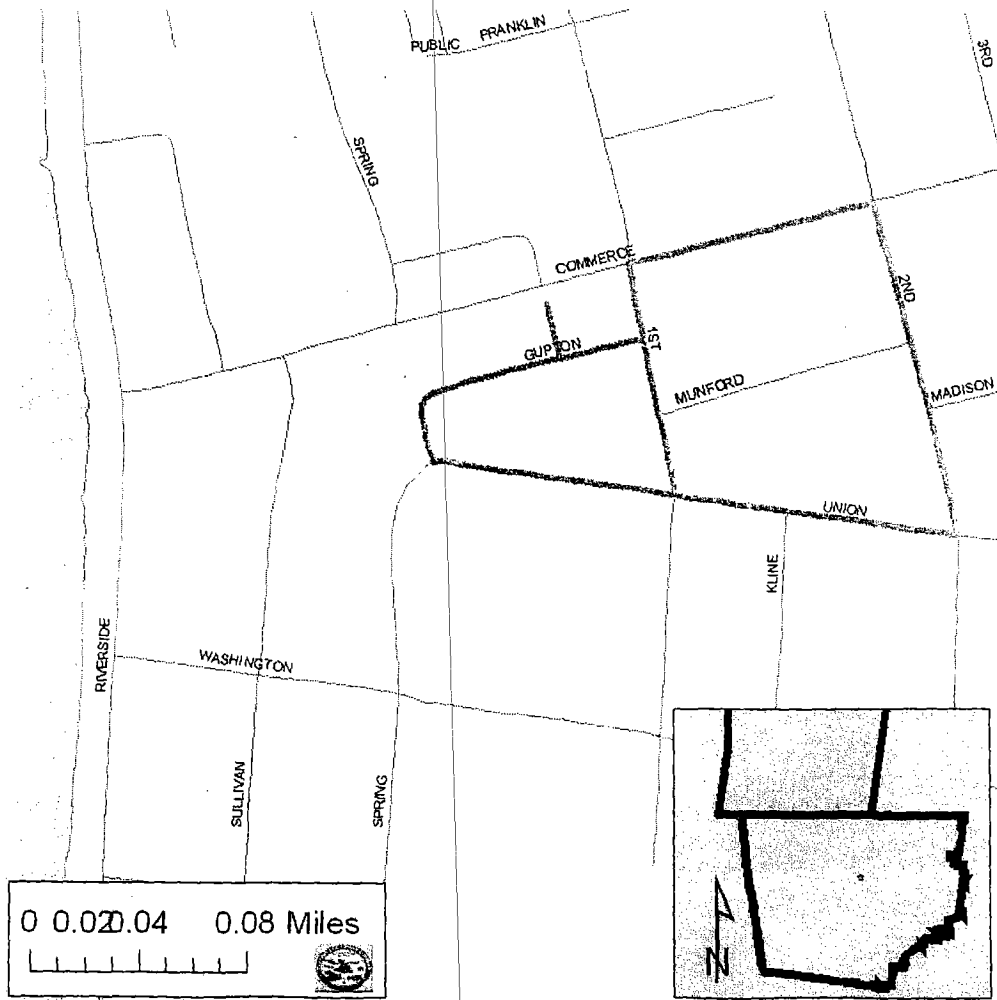 PUBLIC
FRANKLIN
3RD
SPRING
COMMERCE
2ND
GUPTON
1ST
MUNFORD
MADISON
UNION
KLINE
RIVERSIDE
WASHINGTON
SULLIVAN
SPRING
0 0.02 0.04 0.08 Miles
N